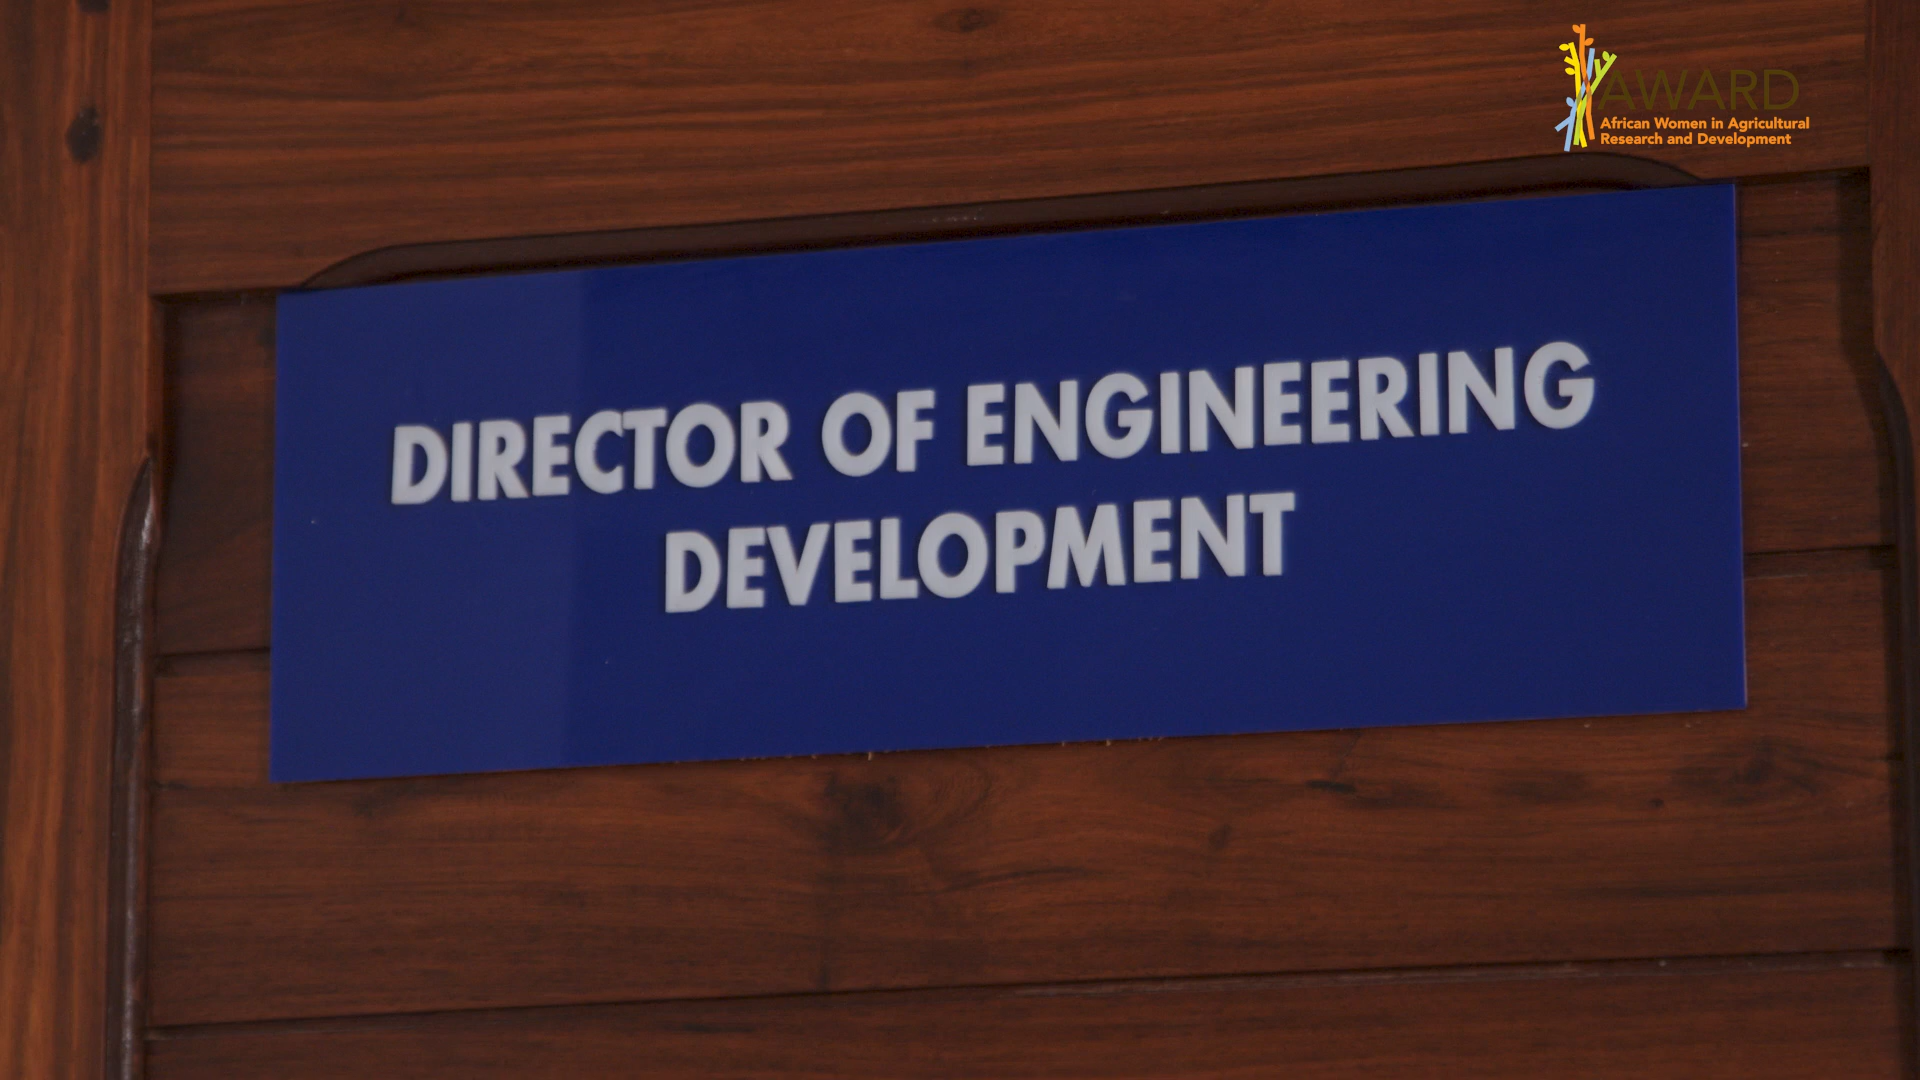 AWARD
African Women in Agricultural
Research and Development
DIRECTOR OF ENGINEERING
DEVELOPMENT